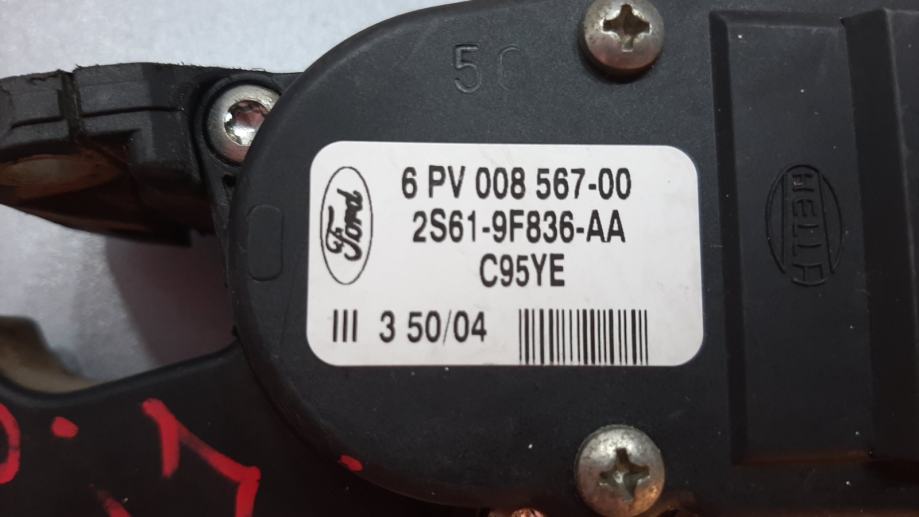 50
Ford
6 PV 008 567-00
2S61-9F836-AA
C95YE
III 3 50/04
HELLA